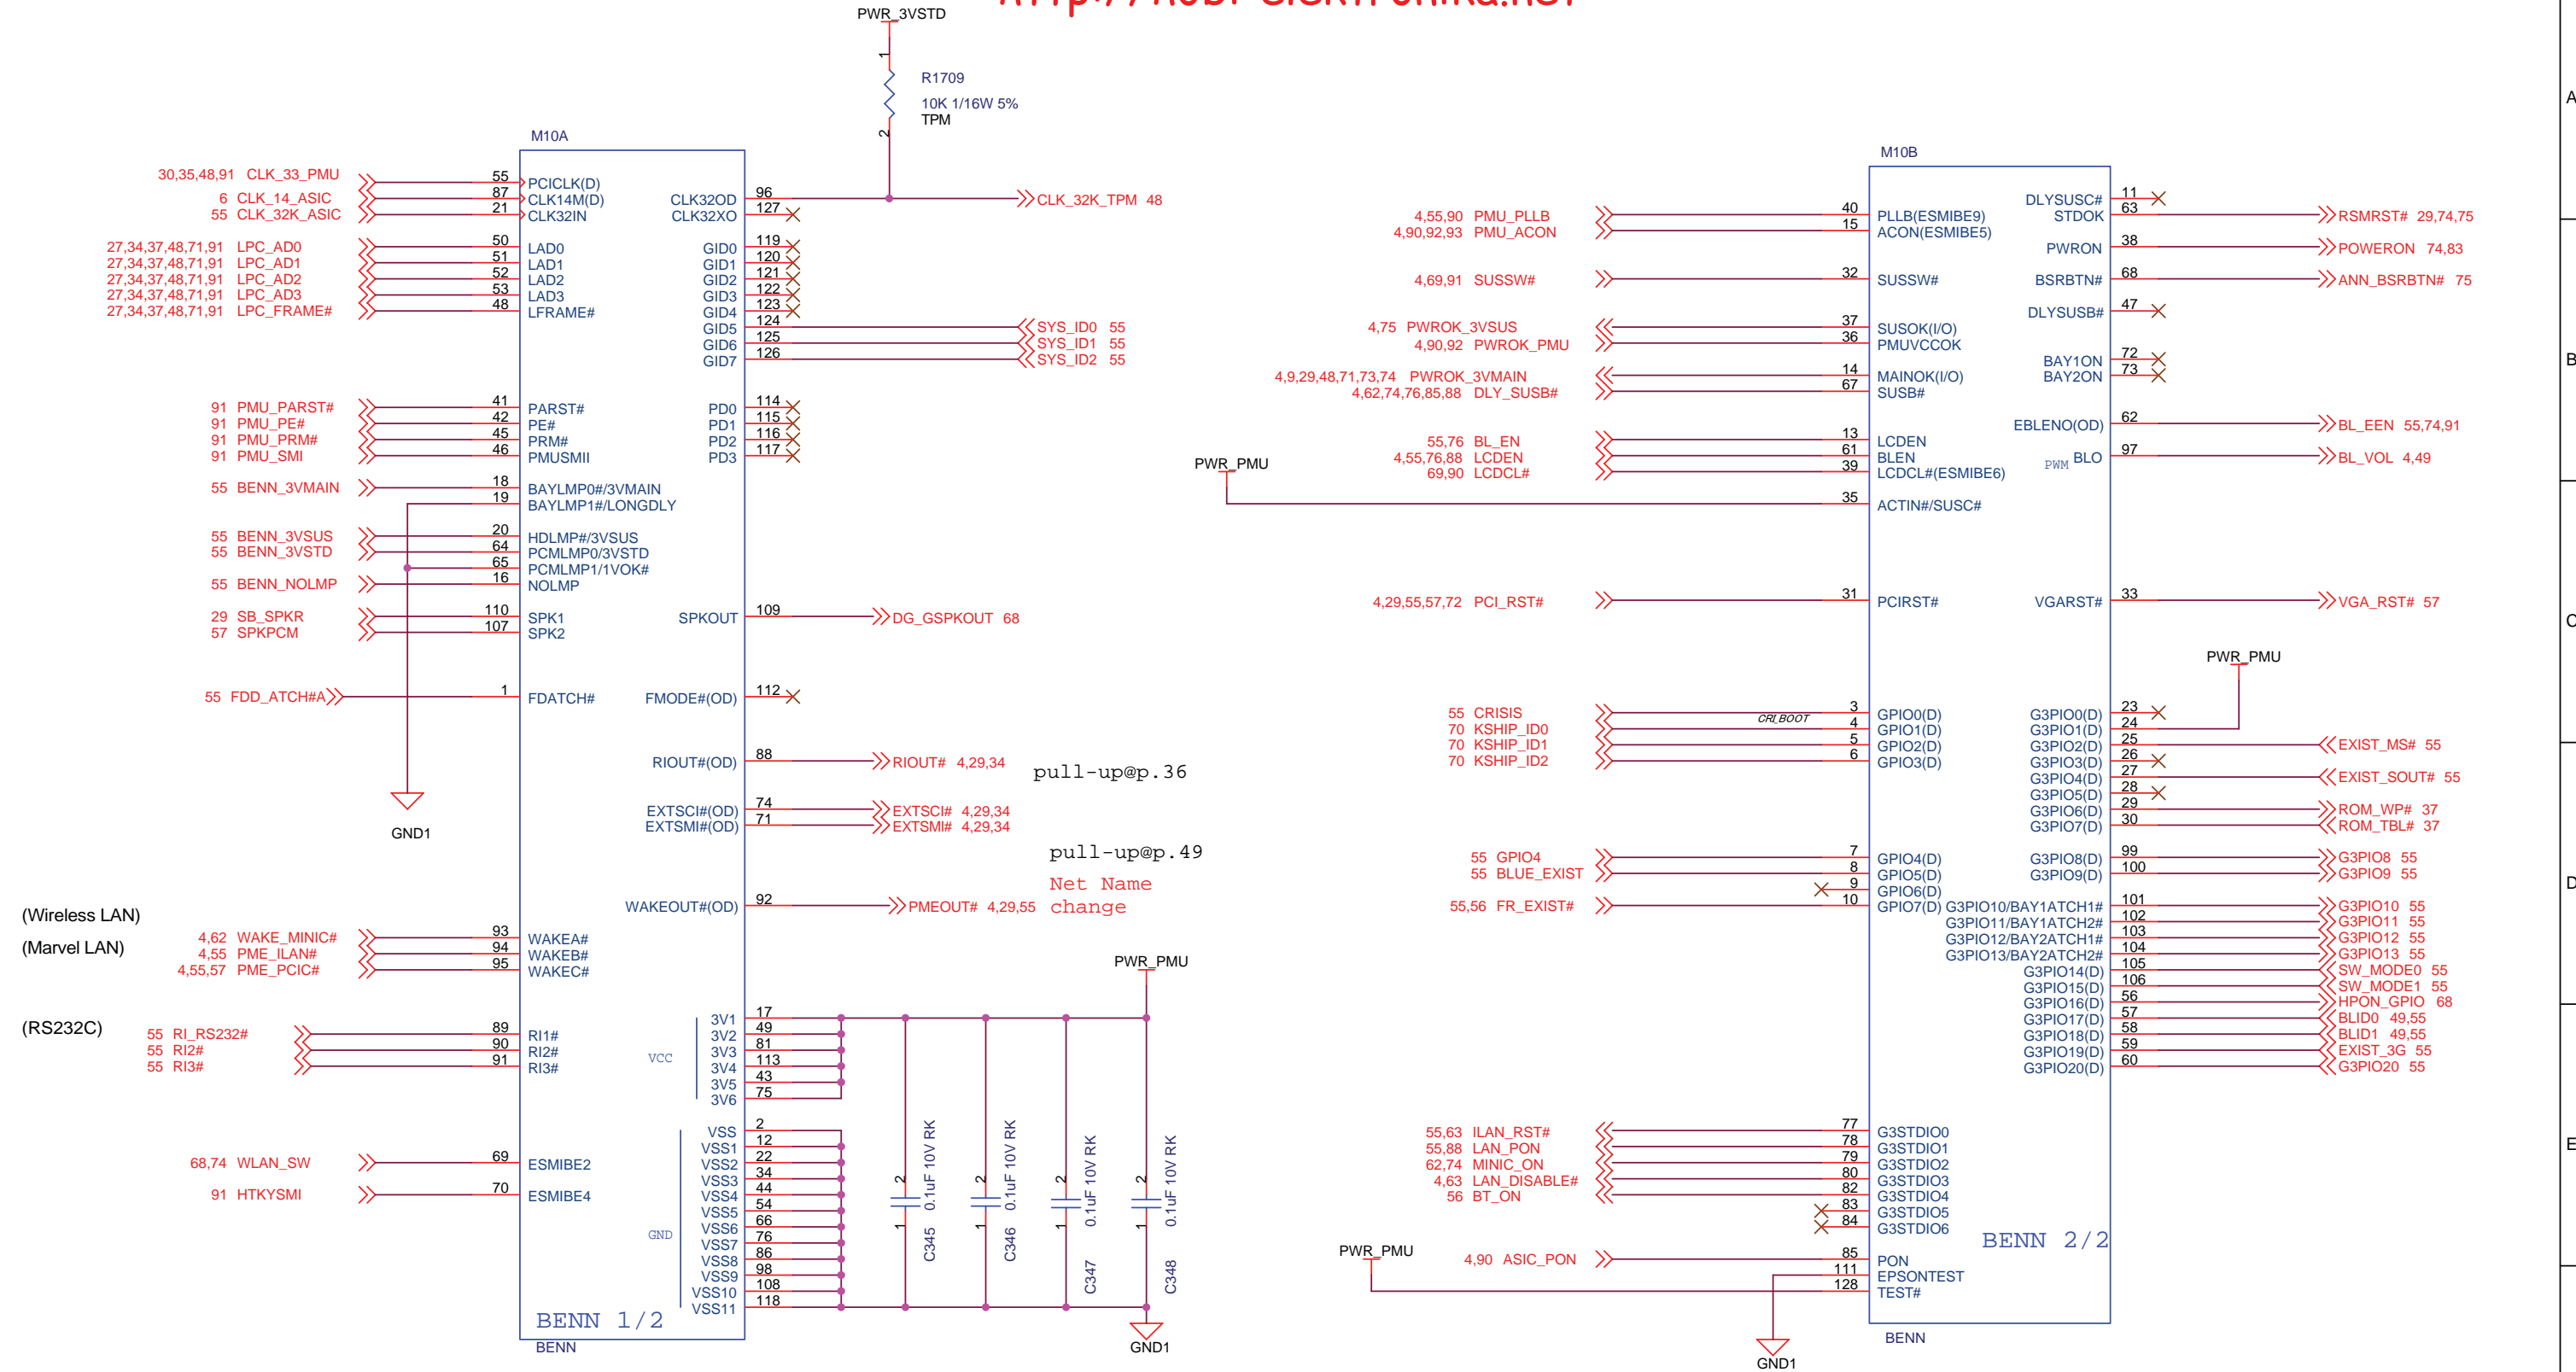 PWR_3VSTD
1
R1709
10K 1/16W 5%
TPM
2
M10A
30,35,48,91 CLK_33_PMU 55 PCICLK(D)
6 CLK_14_ASIC 87 CLK14M(D)
55 CLK_32K_ASIC 21 CLK32IN
27,34,37,48,71,91 LPC_AD0 50 LAD0
27,34,37,48,71,91 LPC_AD1 51 LAD1
27,34,37,48,71,91 LPC_AD2 52 LAD2
27,34,37,48,71,91 LPC_AD3 53 LAD3
27,34,37,48,71,91 LPC_FRAME# 48 LFRAME#
91 PMU_PARST# 41 PARST#
91 PMU_PE# 42 PE#
91 PMU_PRM# 45 PRM#
91 PMU_SMI 46 PMUSMII
55 BENN_3VMAIN 18 BAYLMP0#/3VMAIN
19 BAYLMP1#/LONGDLY
55 BENN_3VSUS 20 HDLMP#/3VSUS
55 BENN_3VSTD 64 PCMLMP0/3VSTD
65 PCMLMP1/1VOK#
55 BENN_NOLMP 16 NOLMP
29 SB_SPKR 110 SPK1
57 SPKPCM 107 SPK2
55 FDD_ATCH#A 1 FDATCH#
GND1
(Wireless LAN)
(Marvel LAN)
4,62 WAKE_MINIC# 93 WAKEA#
4,55 PME_ILAN# 94 WAKEB#
4,55,57 PME_PCIC# 95 WAKEC#
(RS232C)
55 RI_RS232# 89 RI1#
55 RI2# 90 RI2#
55 RI3# 91 RI3#
68,74 WLAN_SW 69 ESMIBE2
91 HTKYSMI 70 ESMIBE4
CLK32OD 96 CLK_32K_TPM 48
CLK32XO 127
GID0 119
GID1 120
GID2 121
GID3 122
GID4 123
GID5 124 SYS_ID0 55
GID6 125 SYS_ID1 55
GID7 126 SYS_ID2 55
PD0 114
PD1 115
PD2 116
PD3 117
SPKOUT 109 DG_GSPKOUT 68
FMODE#(OD) 112
RIOUT#(OD) 88 RIOUT# 4,29,34
pull-up@p.36
EXTSCI#(OD) 74 EXTSCI# 4,29,34
EXTSMI#(OD) 71 EXTSMI# 4,29,34
pull-up@p.49
Net Name
change
WAKEOUT#(OD) 92 PMEOUT# 4,29,55
PWR_PMU
VCC
3V1 17
3V2 49
3V3 81
3V4 113
3V5 43
3V6 75
GND
VSS 2
VSS1 12
VSS2 22
VSS3 34
VSS4 44
VSS5 54
VSS6 66
VSS7 76
VSS8 86
VSS9 98
VSS10 108
VSS11 118
2 1 C345 0.1uF 10V RK
2 1 C346 0.1uF 10V RK
2 1 C347 0.1uF 10V RK
2 1 C348 0.1uF 10V RK
GND1
BENN 1/2
BENN
M10B
4,55,90 PMU_PLLB 40 PLLB(ESMIBE9)
4,90,92,93 PMU_ACON 15 ACON(ESMIBE5)
4,69,91 SUSSW# 32 SUSSW#
4,75 PWROK_3VSUS 37 SUSOK(I/O)
4,90,92 PWROK_PMU 36 PMUVCCOK
4,9,29,48,71,73,74 PWROK_3VMAIN 14 MAINOK(I/O)
4,62,74,76,85,88 DLY_SUSB# 67 SUSB#
55,76 BL_EN 13 LCDEN
4,55,76,88 LCDEN 61 BLEN
69,90 LCDCL# 39 LCDCL#(ESMIBE6)
PWR_PMU
35 ACTIN#/SUSC#
4,29,55,57,72 PCI_RST# 31 PCIRST#
55 CRISIS 3 GPIO0(D)
CRI_BOOT
70 KSHIP_ID0 4 GPIO1(D)
70 KSHIP_ID1 5 GPIO2(D)
70 KSHIP_ID2 6 GPIO3(D)
55 GPIO4 7 GPIO4(D)
55 BLUE_EXIST 8 GPIO5(D)
9 GPIO6(D)
55,56 FR_EXIST# 10 GPIO7(D)
55,63 ILAN_RST# 77 G3STDIO0
55,88 LAN_PON 78 G3STDIO1
62,74 MINIC_ON 79 G3STDIO2
4,63 LAN_DISABLE# 80 G3STDIO3
56 BT_ON 82 G3STDIO4
83 G3STDIO5
84 G3STDIO6
PWR_PMU
4,90 ASIC_PON 85 PON
111 EPSONTEST
128 TEST#
GND1
DLYSUSC# 11
STDOK 63 RSMRST# 29,74,75
PWRON 38 POWERON 74,83
BSRBTN# 68 ANN_BSRBTN# 75
DLYSUSB# 47
BAY1ON 72
BAY2ON 73
EBLENO(OD) 62 BL_EEN 55,74,91
PWM BLO 97 BL_VOL 4,49
VGARST# 33 VGA_RST# 57
PWR_PMU
G3PIO0(D) 23
G3PIO1(D) 24
G3PIO2(D) 25 EXIST_MS# 55
G3PIO3(D) 26
G3PIO4(D) 27 EXIST_SOUT# 55
G3PIO5(D) 28
G3PIO6(D) 29 ROM_WP# 37
G3PIO7(D) 30 ROM_TBL# 37
G3PIO8(D) 99 G3PIO8 55
G3PIO9(D) 100 G3PIO9 55
G3PIO10/BAY1ATCH1# 101 G3PIO10 55
G3PIO11/BAY1ATCH2# 102 G3PIO11 55
G3PIO12/BAY2ATCH1# 103 G3PIO12 55
G3PIO13/BAY2ATCH2# 104 G3PIO13 55
G3PIO14(D) 105 SW_MODE0 55
G3PIO15(D) 106 SW_MODE1 55
G3PIO16(D) 56 HPON_GPIO 68
G3PIO17(D) 57 BLID0 49,55
G3PIO18(D) 58 BLID1 49,55
G3PIO19(D) 59 EXIST_3G 55
G3PIO20(D) 60 G3PIO20 55
BENN 2/2
BENN
A
B
C
D
E